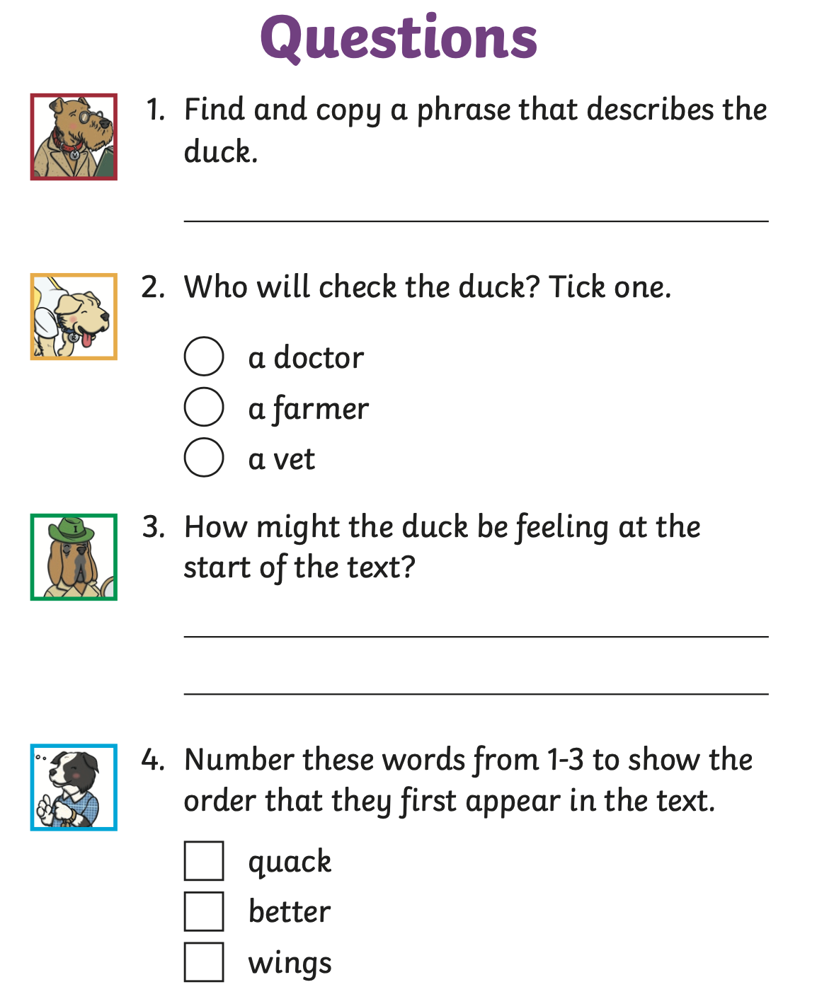 Questions
1. Find and copy a phrase that describes the
duck.
2. Who will check the duck? Tick one.
a doctor
a farmer
a vet
3. How might the duck be feeling at the
start of the text?
4. Number these words from 1-3 to show the
order that they first appear in the text.
quack
better
wings